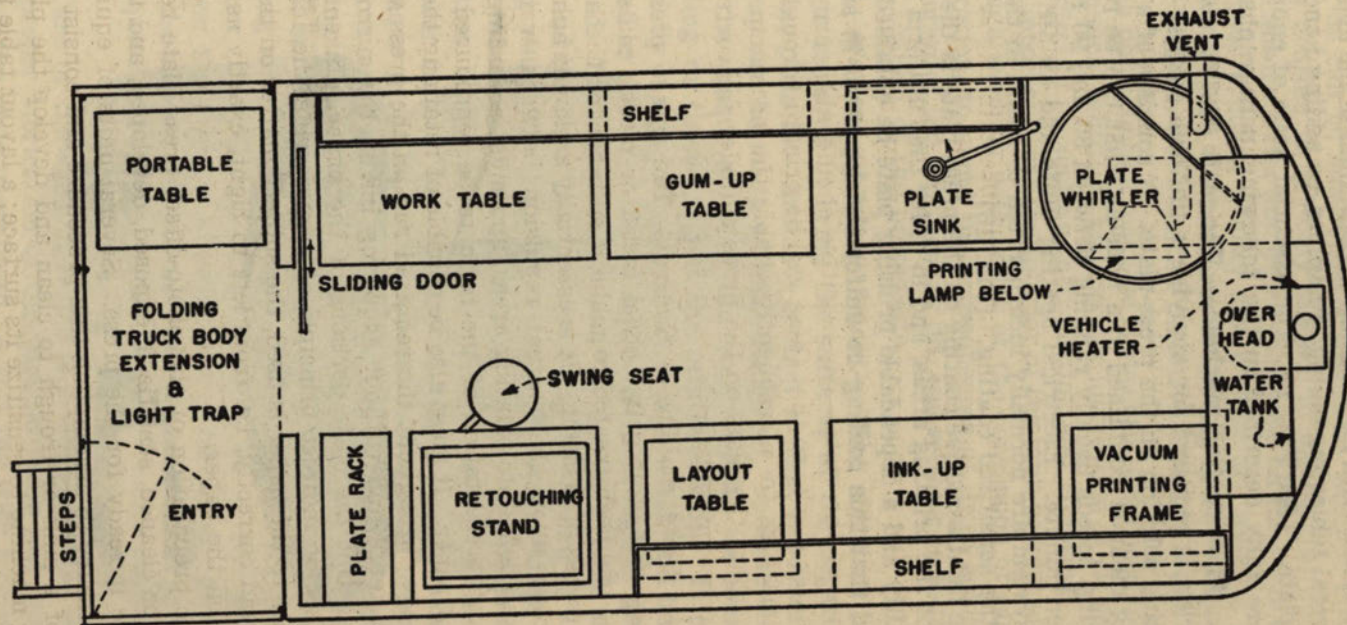 EXHAUST
VENT
PORTABLE
TABLE
SHELF
WORK TABLE
GUM-UP
TABLE
PLATE
SINK
PLATE
WHIRLER
SLIDING DOOR
PRINTING
LAMP BELOW
VEHICLE
HEATER
OVER
HEAD
WATER
TANK
FOLDING
TRUCK BODY
EXTENSION
&
LIGHT TRAP
SWING SEAT
STEPS
ENTRY
PLATE RACK
RETOUCHING
STAND
LAYOUT
TABLE
INK-UP
TABLE
VACUUM
PRINTING
FRAME
SHELF